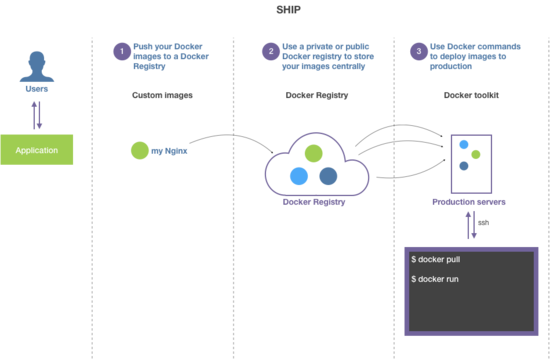 SHIP
1
Push your Docker
images to a Docker
Registry
2
Use a private or public
Docker registry to store
your images centrally
3
Use Docker commands
to deploy images to
production
Users
Application
Custom images
my Nginx
Docker Registry
Docker Registry
Docker toolkit
Production servers
ssh
$ docker pull
$ docker run